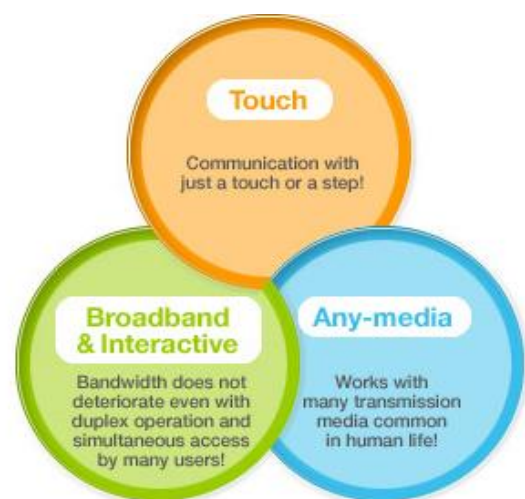 Touch
Communication with
just a touch or a step!
Broadband
& Interactive
Bandwidth does not
deteriorate even with
duplex operation and
simultaneous access
by many users!
Any-media
Works with
many transmission
media common
in human life!